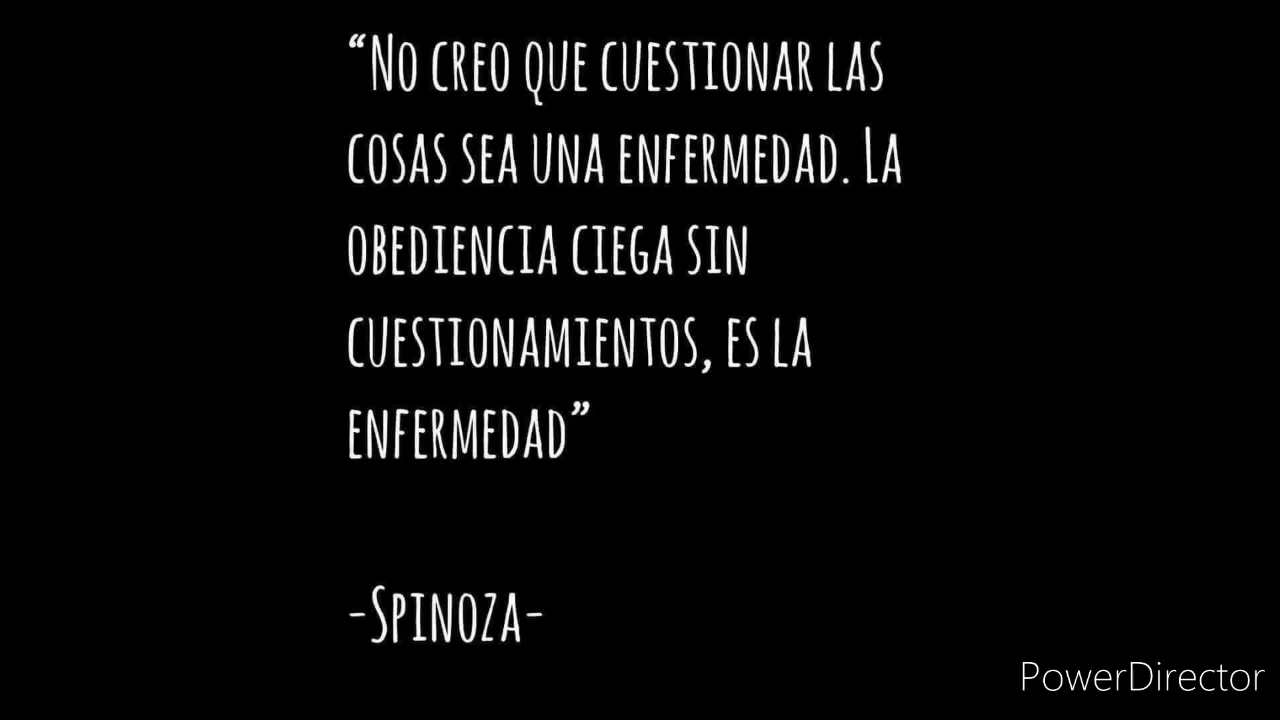 “No creo que cuestionar las
cosas sea una enfermedad. La
obediencia ciega sin
cuestionamientos, es la
enfermedad”
-Spinoza-
PowerDirector